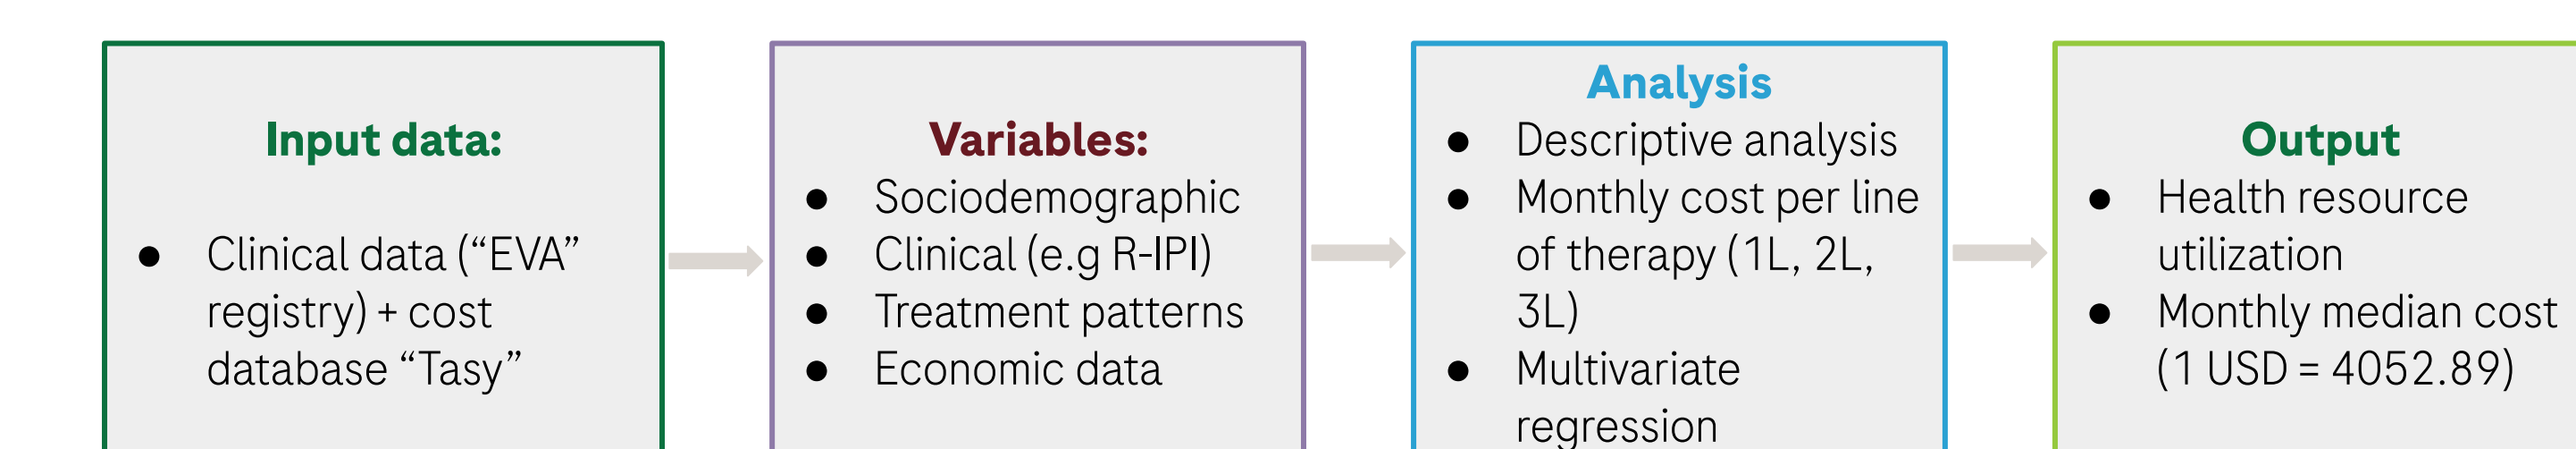 Input data:
● Clinical data (“EVA”
registry) + cost
database “Tasy”
Variables:
● Sociodemographic
● Clinical (e.g R-IPI)
● Treatment patterns
● Economic data
Analysis
● Descriptive analysis
● Monthly cost per line
of therapy (1L, 2L,
3L)
● Multivariate
regression
Output
● Health resource
utilization
● Monthly median cost
(1 USD = 4052.89)